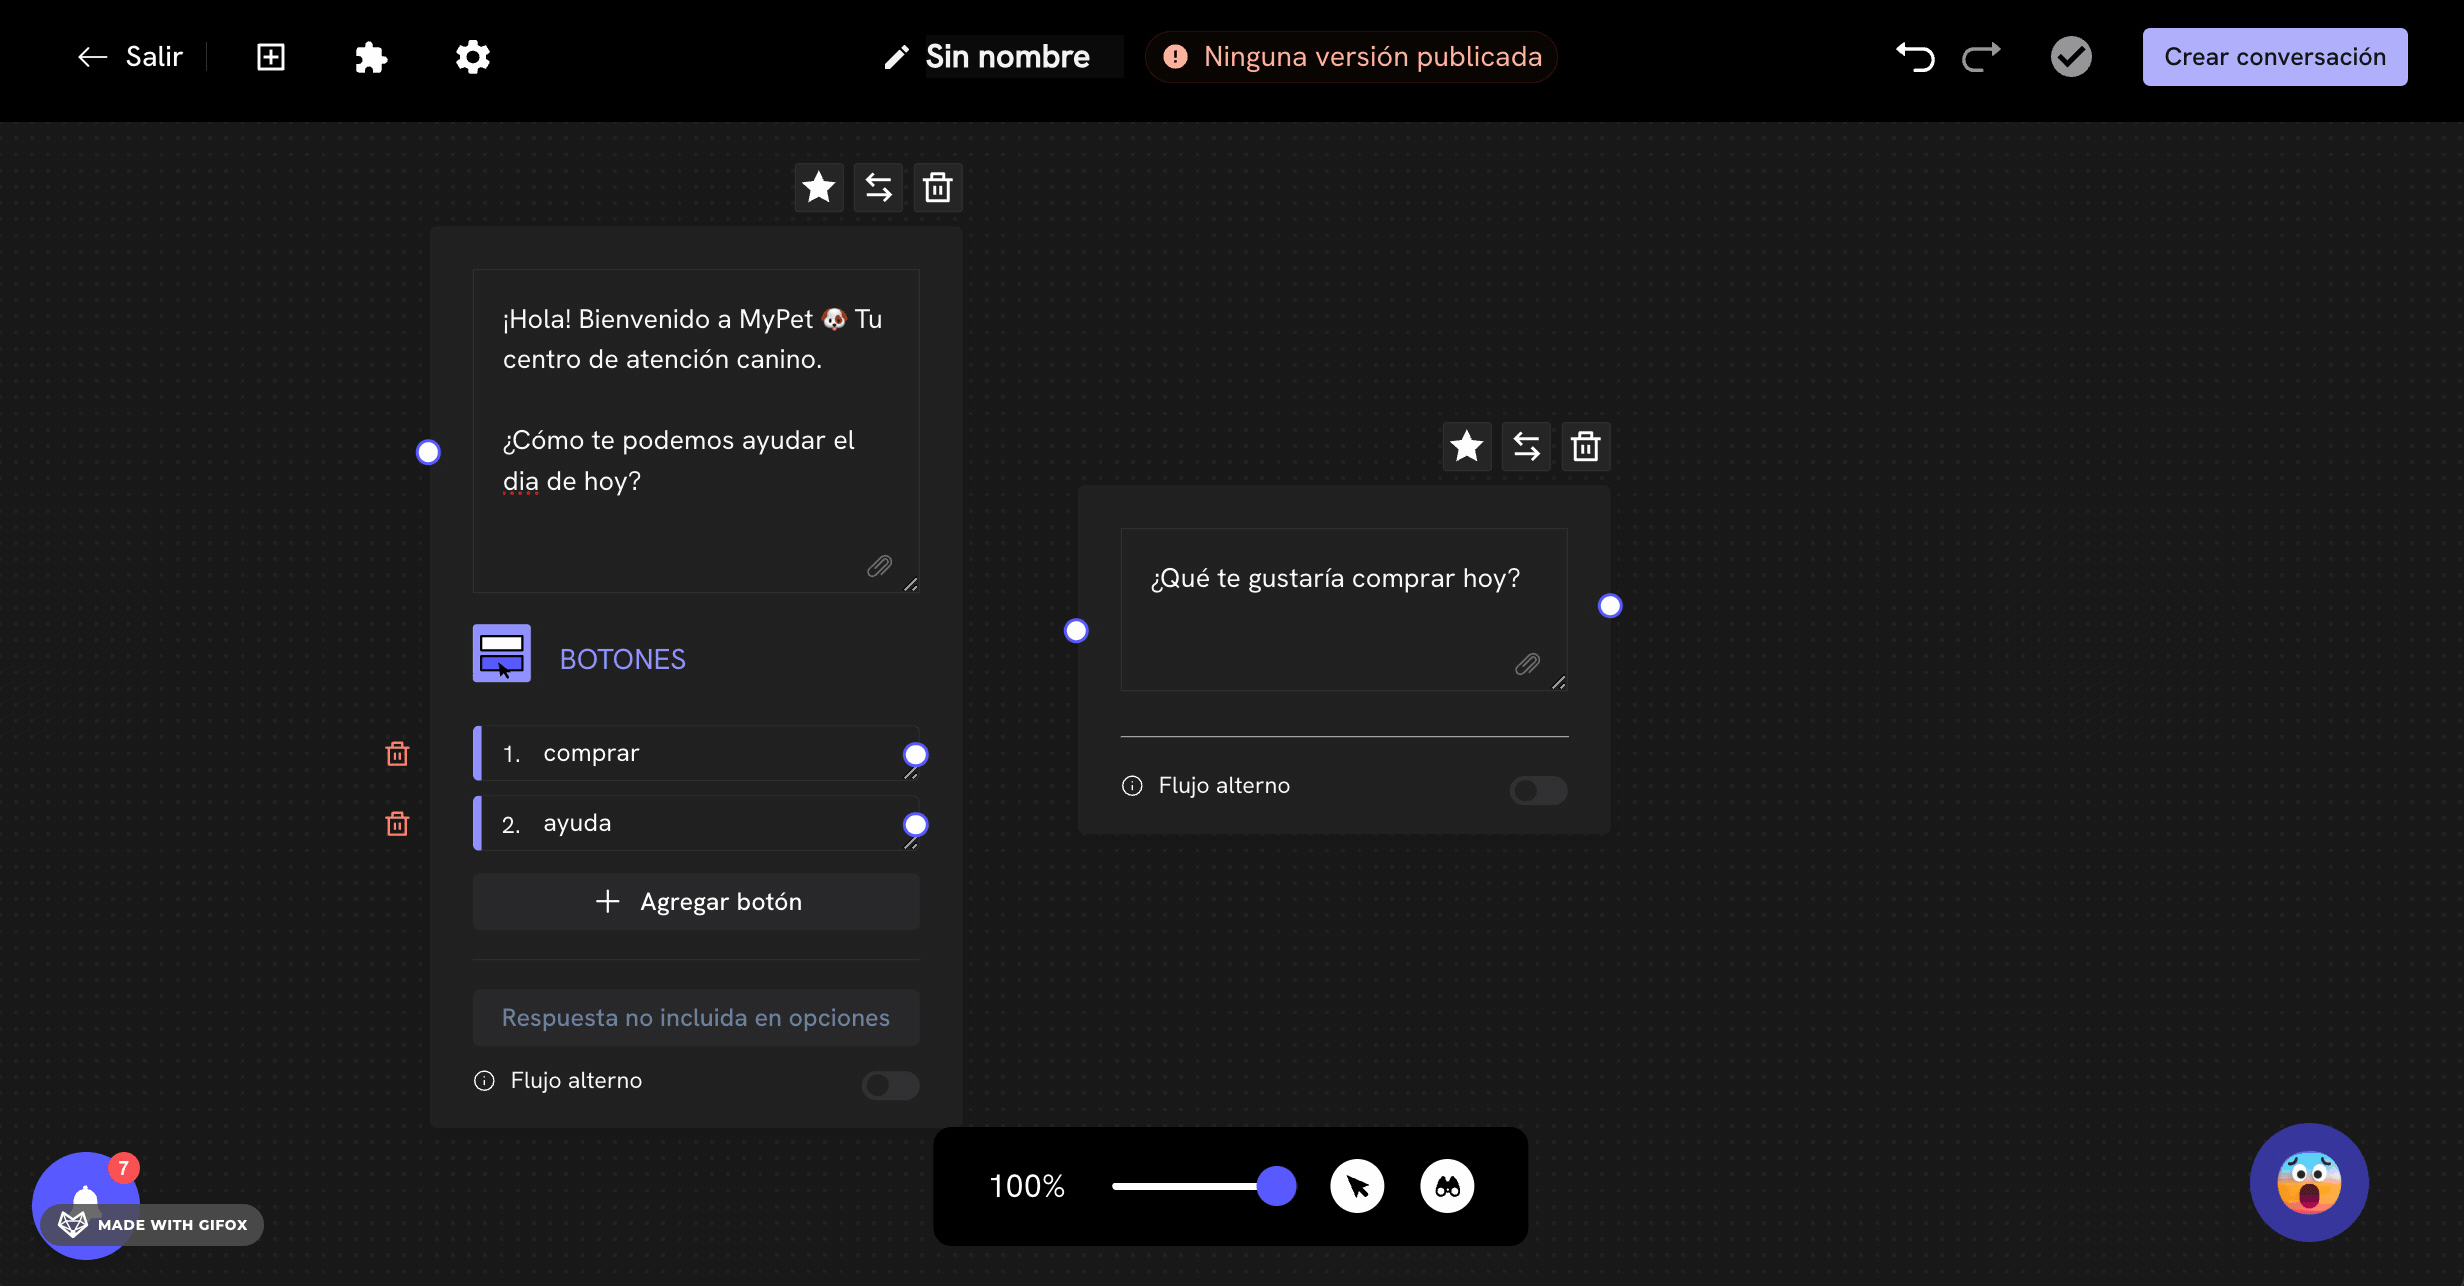 Salir
Sin nombre
Ninguna versión publicada
Crear conversación
¡Hola! Bienvenido a MyPet 🐶 Tu
centro de atención canino.
¿Cómo te podemos ayudar el
dia de hoy?
BOTONES
1. comprar
2. ayuda
Agregar botón
Respuesta no incluida en opciones
Flujo alterno
¿Qué te gustaría comprar hoy?
Flujo alterno
7
MADE WITH GIFOX
100%